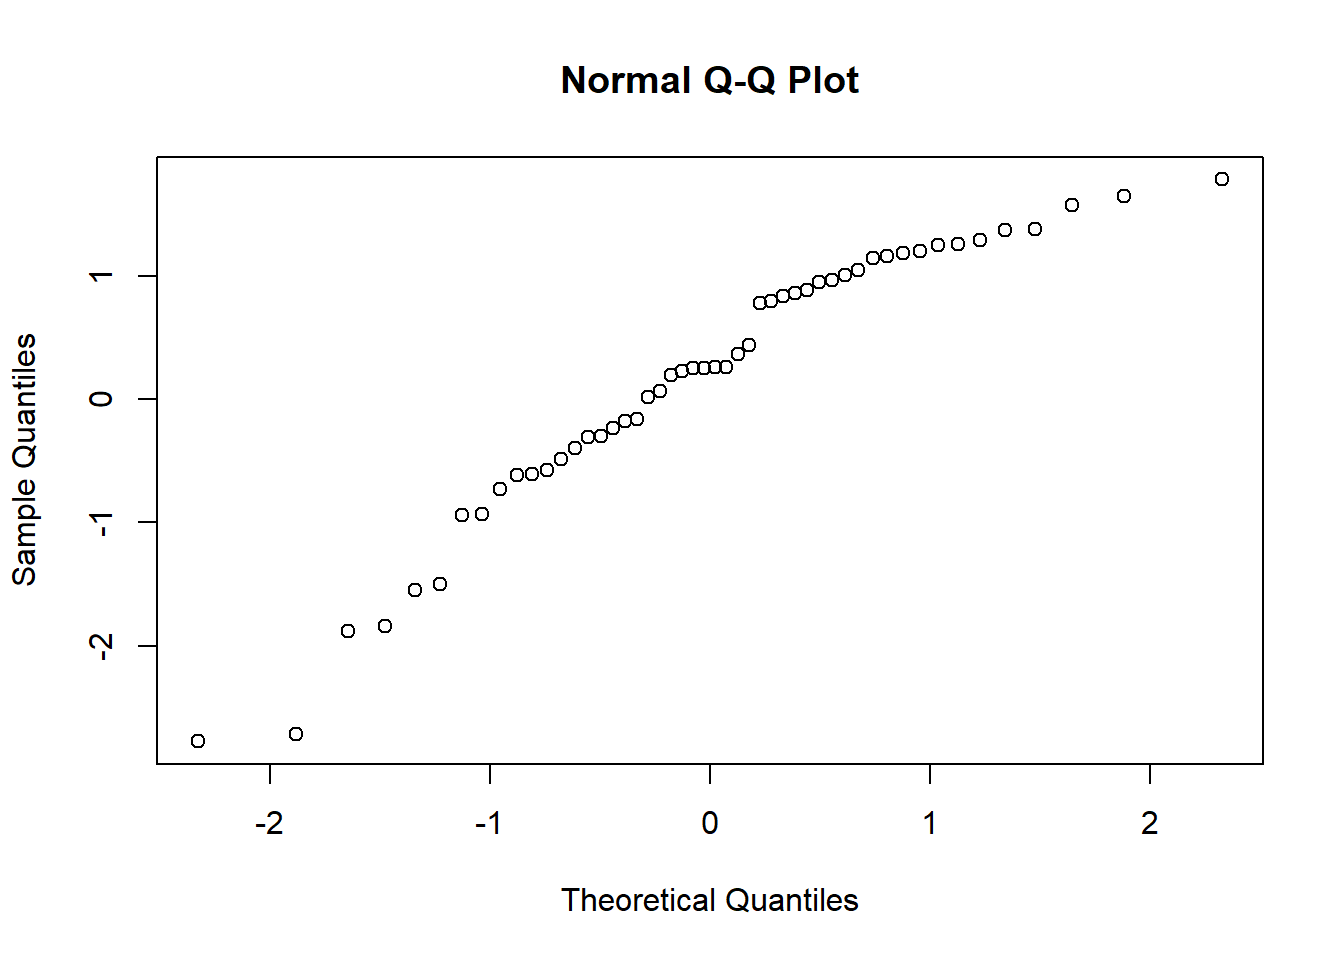 Normal Q-Q Plot
Sample Quantiles
1
0
-1
-2
-2 -1 0 1 2
Theoretical Quantiles